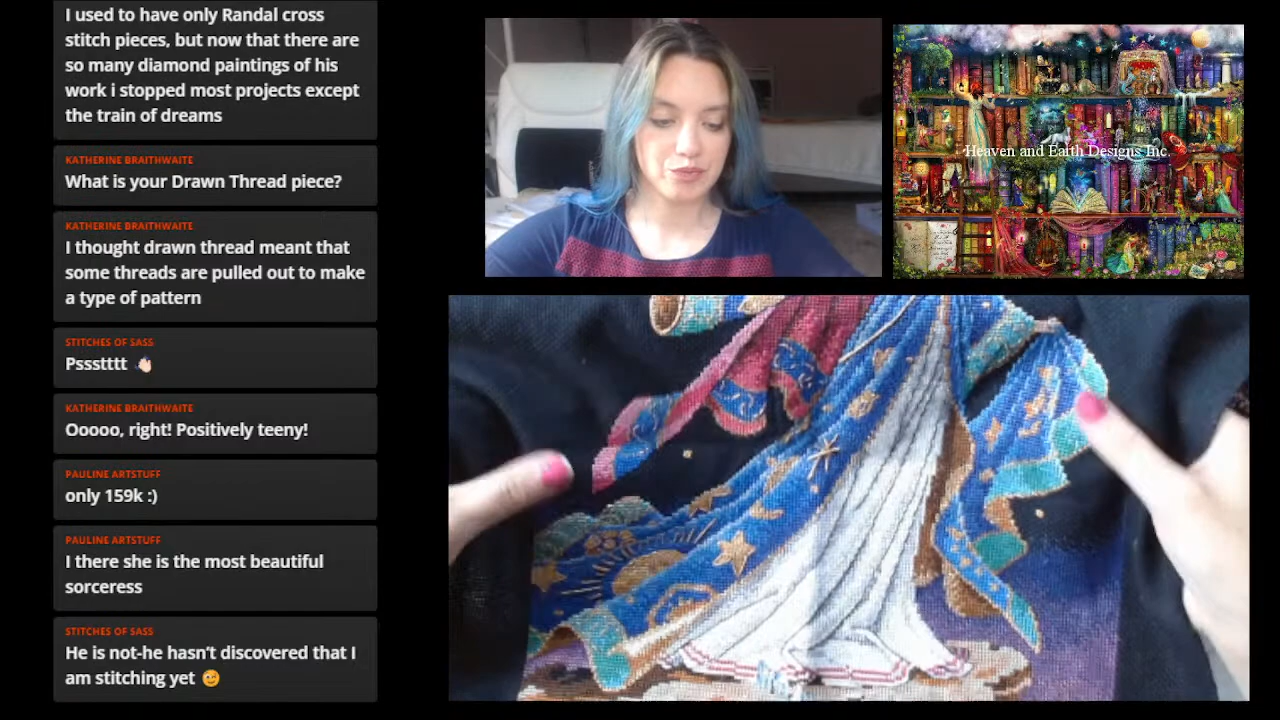 I used to have only Randal cross
stitch pieces, but now that there are
so many diamond paintings of his
work i stopped most projects except
the train of dreams
KATHERINE BRAITHWAITE
What is your Drawn Thread piece?
KATHERINE BRAITHWAITE
I thought drawn thread meant that
some threads are pulled out to make
a type of pattern
STITCHES OF SASS
Psssttt 👋🏻
KATHERINE BRAITHWAITE
Ooooo, right! Positively teeny!
PAULINE ARTSTUFF
only 159k :)
PAULINE ARTSTUFF
I there she is the most beautiful
sorceress
STITCHES OF SASS
He is not-he hasn't discovered that I
am stitching yet 😉
Heaven and Earth Designs Inc.